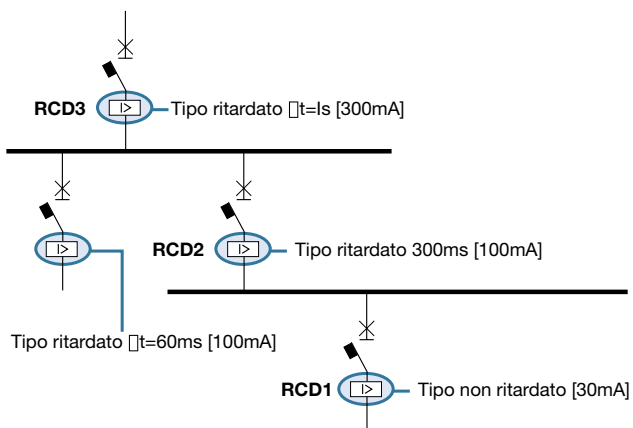 RCD3
Tipo ritardato □t=Is [300mA]
RCD2
Tipo ritardato 300ms [100mA]
Tipo ritardato □t=60ms [100mA]
RCD1
Tipo non ritardato [30mA]